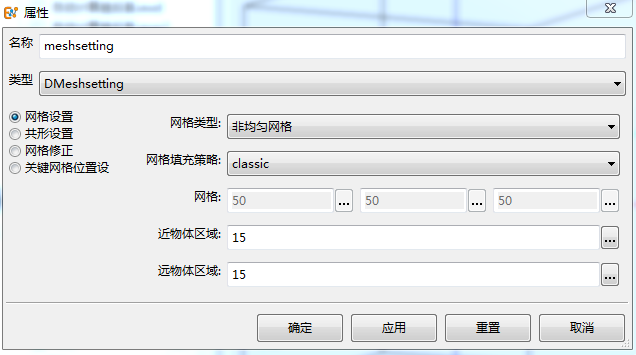 属性
名称 meshsetting
类型 DMeshsetting
网格设置
共形设置
网格修正
关键网格位置设
网格类型: 非均匀网格
网格填充策略: classic
网格: 50 ... 50 ... 50 ...
近物体区域: 15 ...
远物体区域: 15 ...
确定 应用 重置 取消